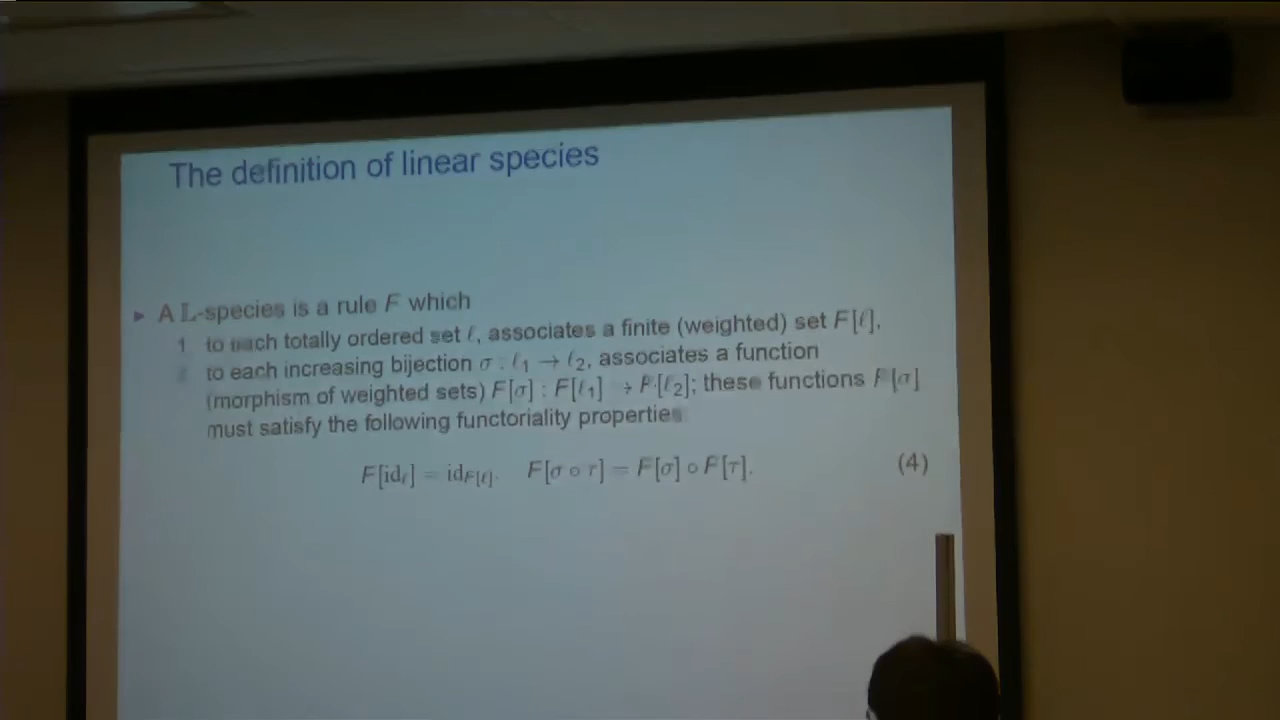 The definition of linear species
▸ A 𝕃-species is a rule F which
1 to each totally ordered set ℓ, associates a finite (weighted) set F[ℓ],
to each increasing bijection σ : ℓ₁ → ℓ₂, associates a function
(morphism of weighted sets) F[σ] : F[ℓ₁] → F[ℓ₂]; these functions F[σ]
must satisfy the following functoriality properties
F[id_ℓ] = id_F[ℓ]. F[σ ∘ τ] = F[σ] ∘ F[τ]. (4)